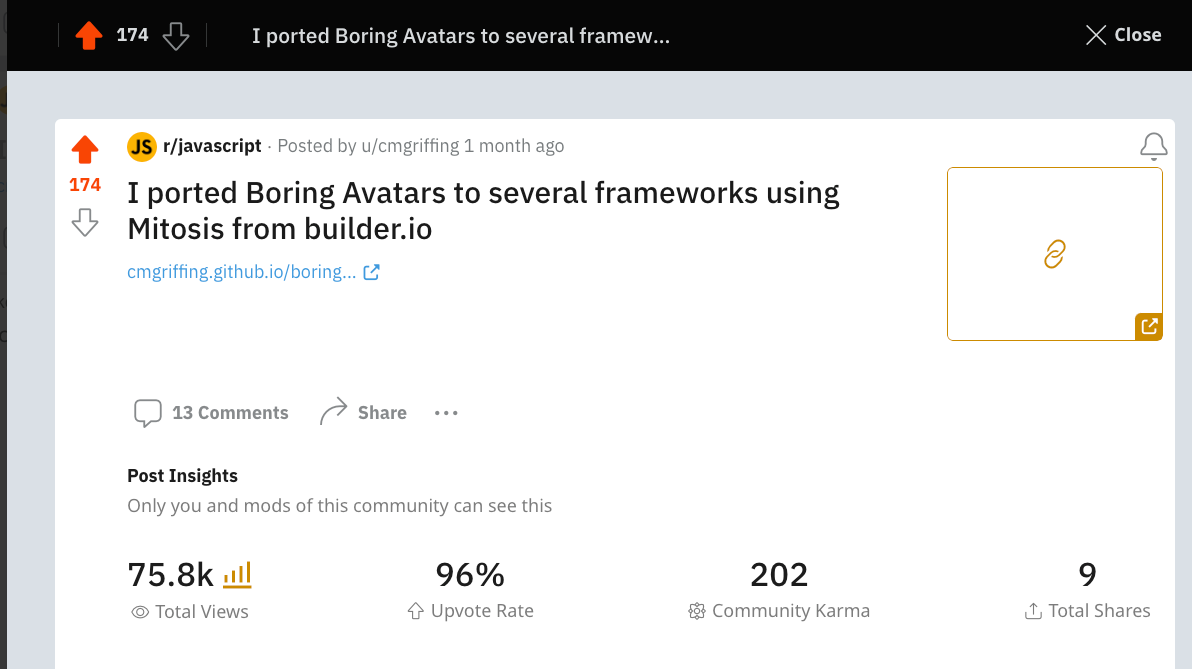 174
I ported Boring Avatars to several framew...
Close
174
JS r/javascript · Posted by u/cmgriffing 1 month ago
I ported Boring Avatars to several frameworks using
Mitosis from builder.io
cmgriffing.github.io/boring...
13 Comments
Share
Post Insights
Only you and mods of this community can see this
75.8k
96%
202
9
Total Views
Upvote Rate
Community Karma
Total Shares